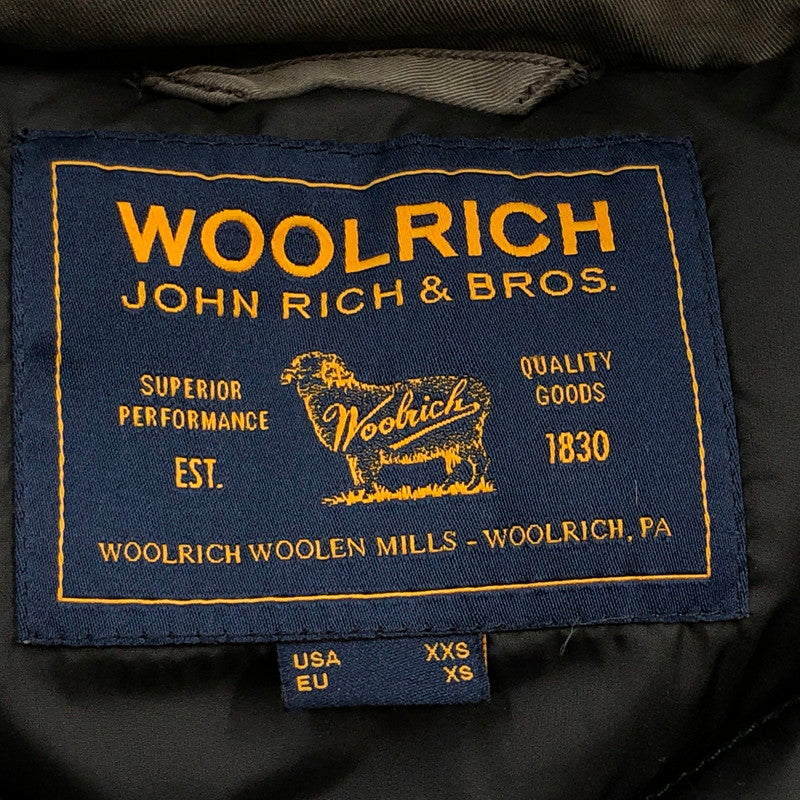 WOOLRICH
JOHN RICH & BROS.
SUPERIOR
PERFORMANCE
EST.
Woolrich
QUALITY
GOODS
1830
WOOLRICH WOOLEN MILLS - WOOLRICH, PA
USA XXS
EU XS